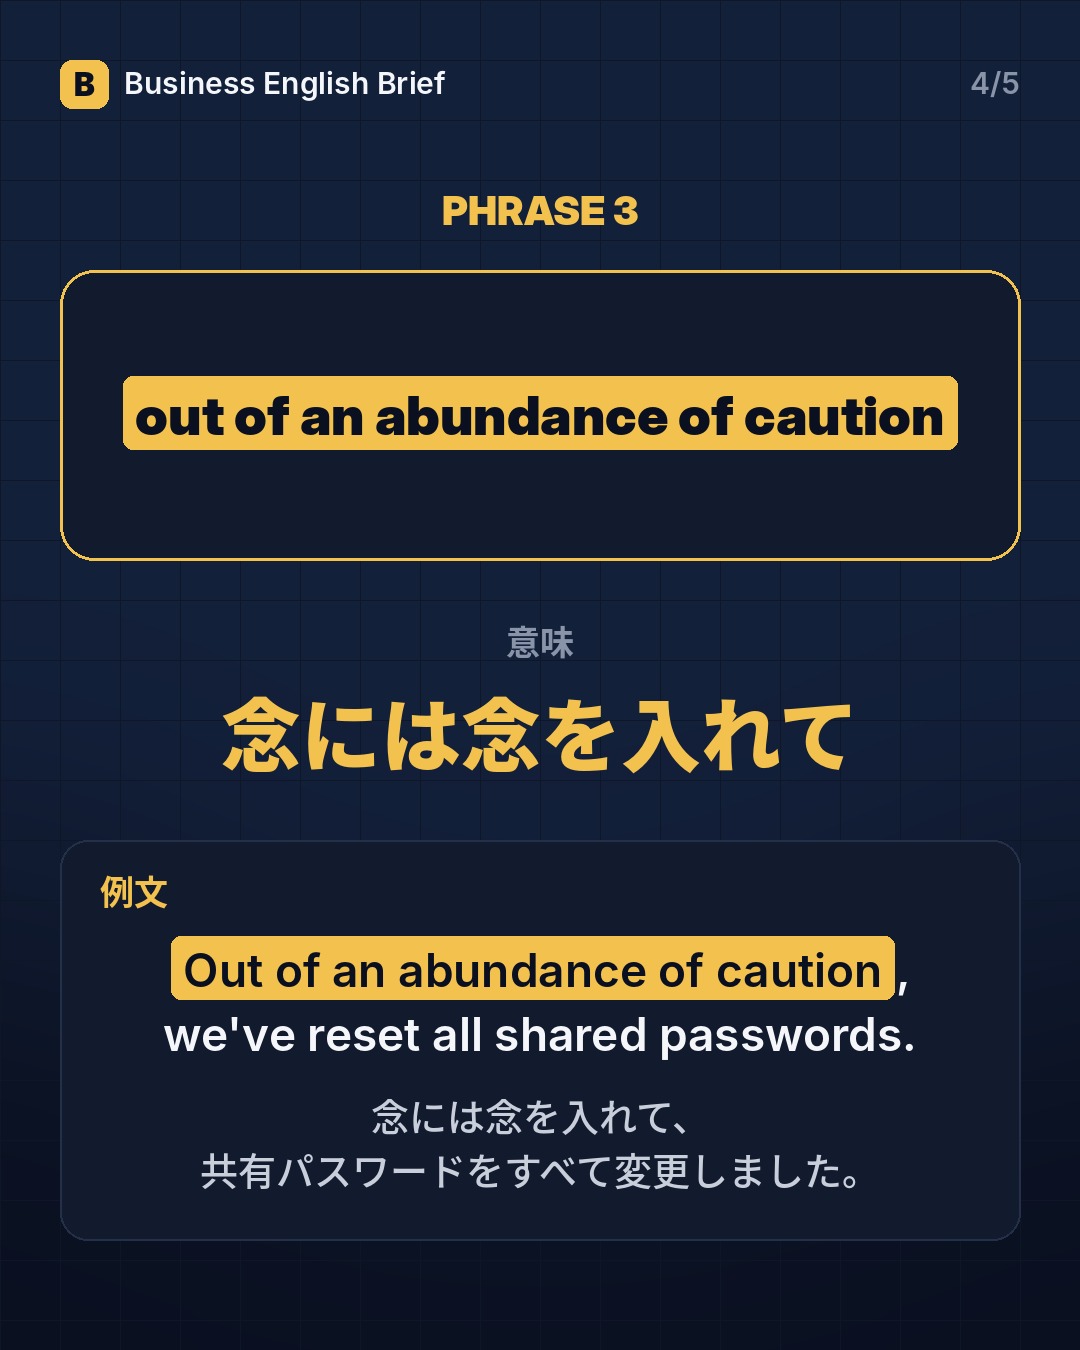 B Business English Brief
4/5
PHRASE 3
out of an abundance of caution
意味
念には念を入れて
例文
Out of an abundance of caution,
we've reset all shared passwords.
念には念を入れて、
共有パスワードをすべて変更しました。